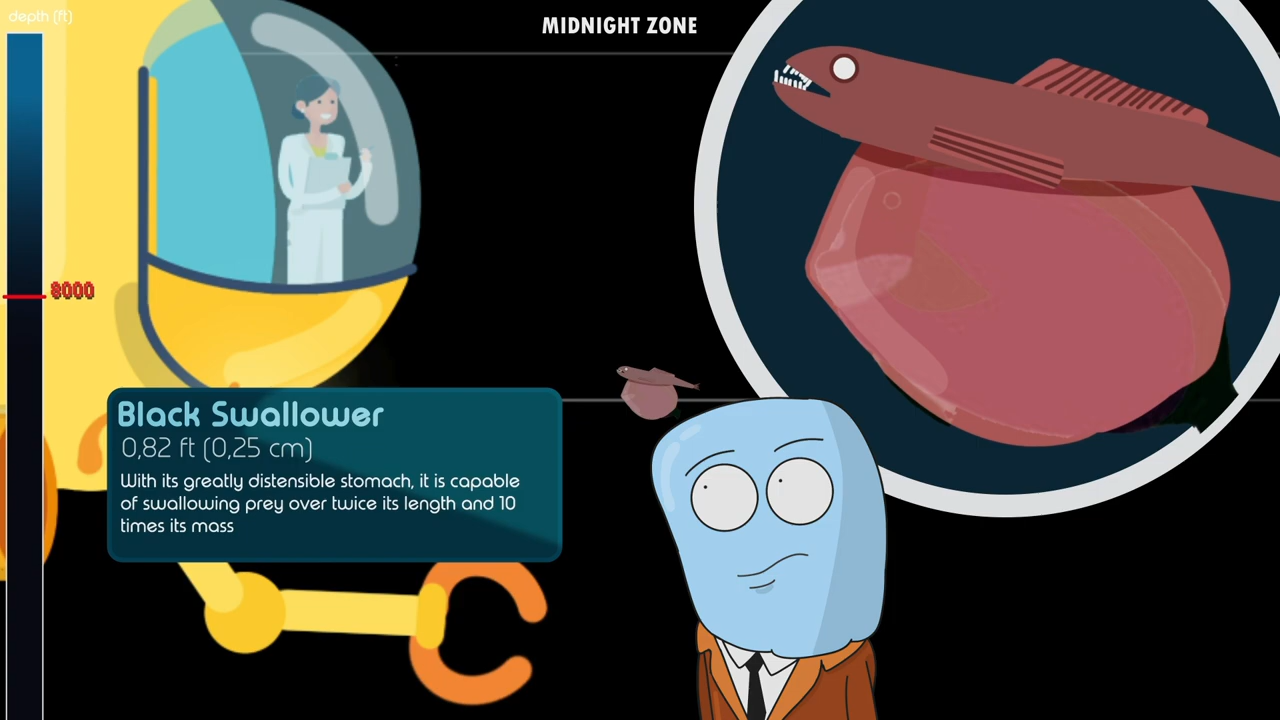 depth (ft)
MIDNIGHT ZONE
8000
Black Swallower
0,82 ft (0,25 cm)
With its greatly distensible stomach, it is capable
of swallowing prey over twice its length and 10
times its mass